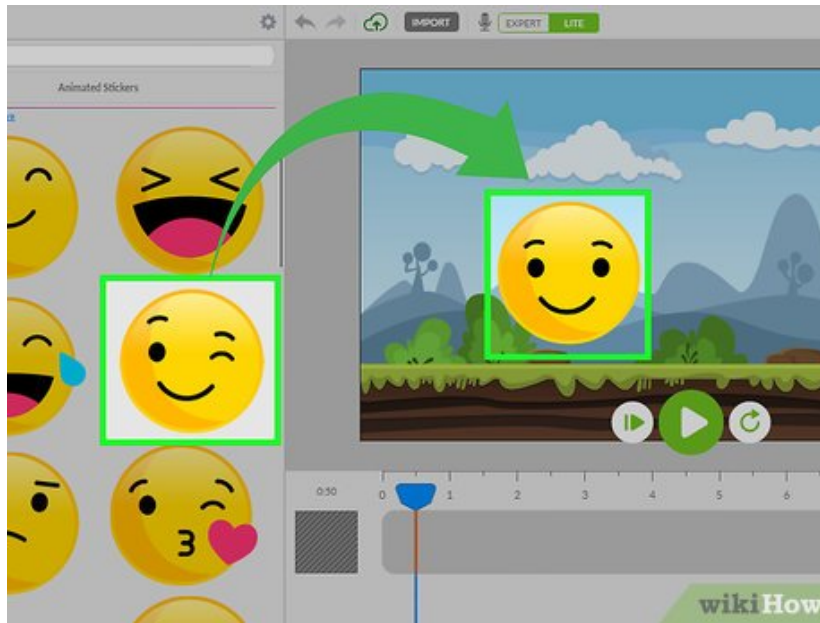 IMPORT
EXPERT LITE
Animated Stickers
0:50
0 1 2 3 4 5 6
wikiHow